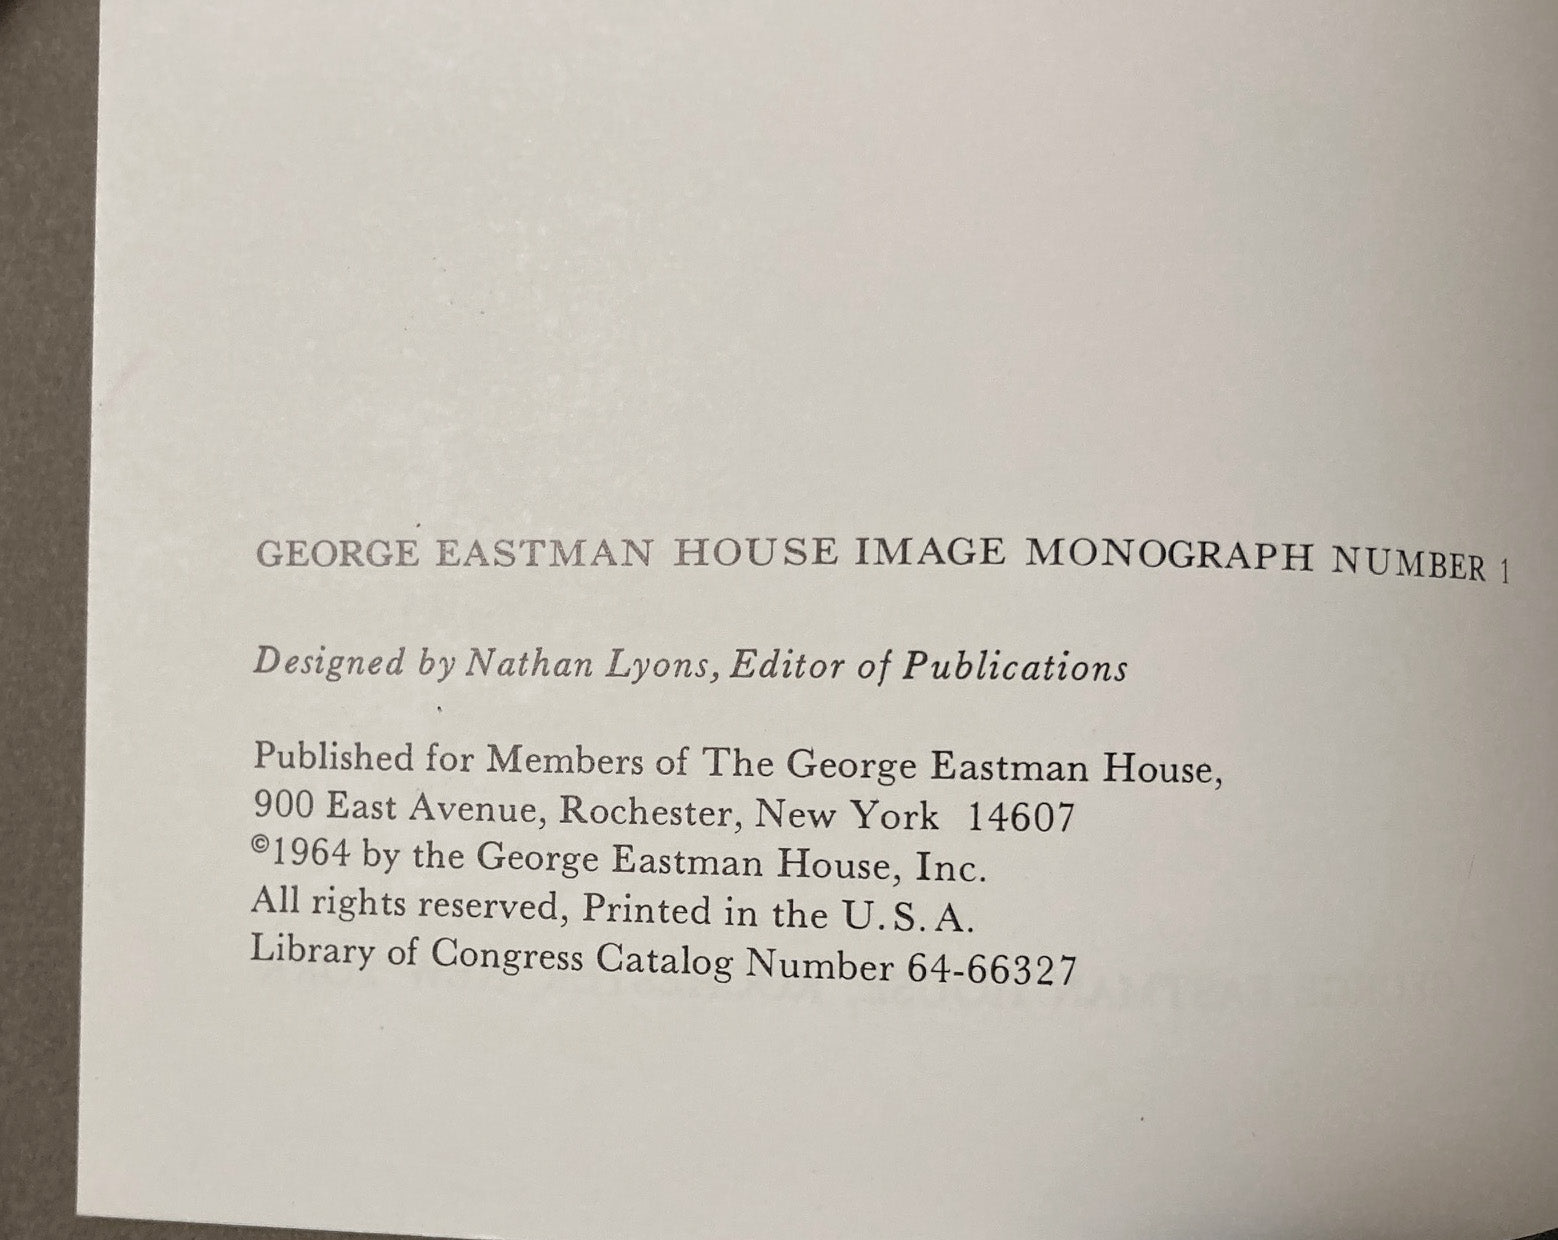 GEORGE EASTMAN HOUSE IMAGE MONOGRAPH NUMBER 1
Designed by Nathan Lyons, Editor of Publications
Published for Members of The George Eastman House,
900 East Avenue, Rochester, New York 14607
©1964 by the George Eastman House, Inc.
All rights reserved, Printed in the U.S.A.
Library of Congress Catalog Number 64-66327